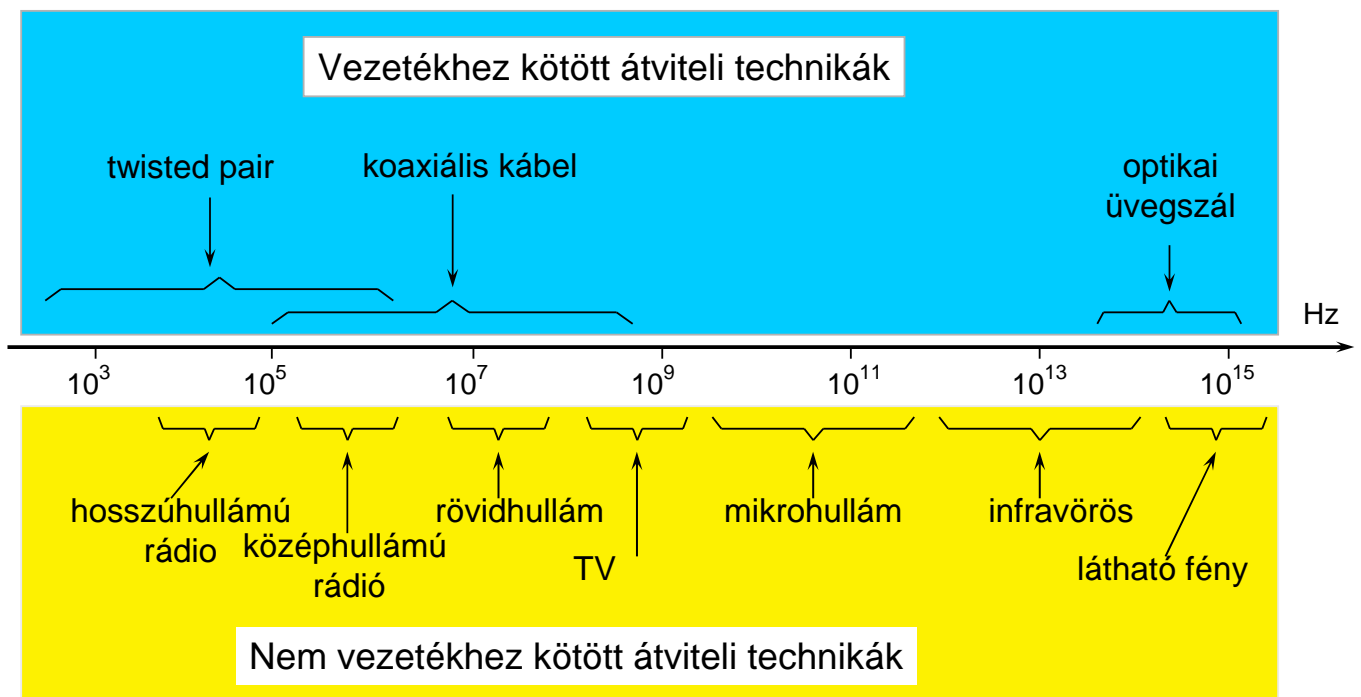 Vezetékhez kötött átviteli technikák
twisted pair
koaxiális kábel
optikai
üvegszál
Hz
10³
10⁵
10⁷
10⁹
10¹¹
10¹³
10¹⁵
hosszúhullámú
rádio
középhullámú
rádió
rövidhullám
TV
mikrohullám
infravörös
látható fény
Nem vezetékhez kötött átviteli technikák